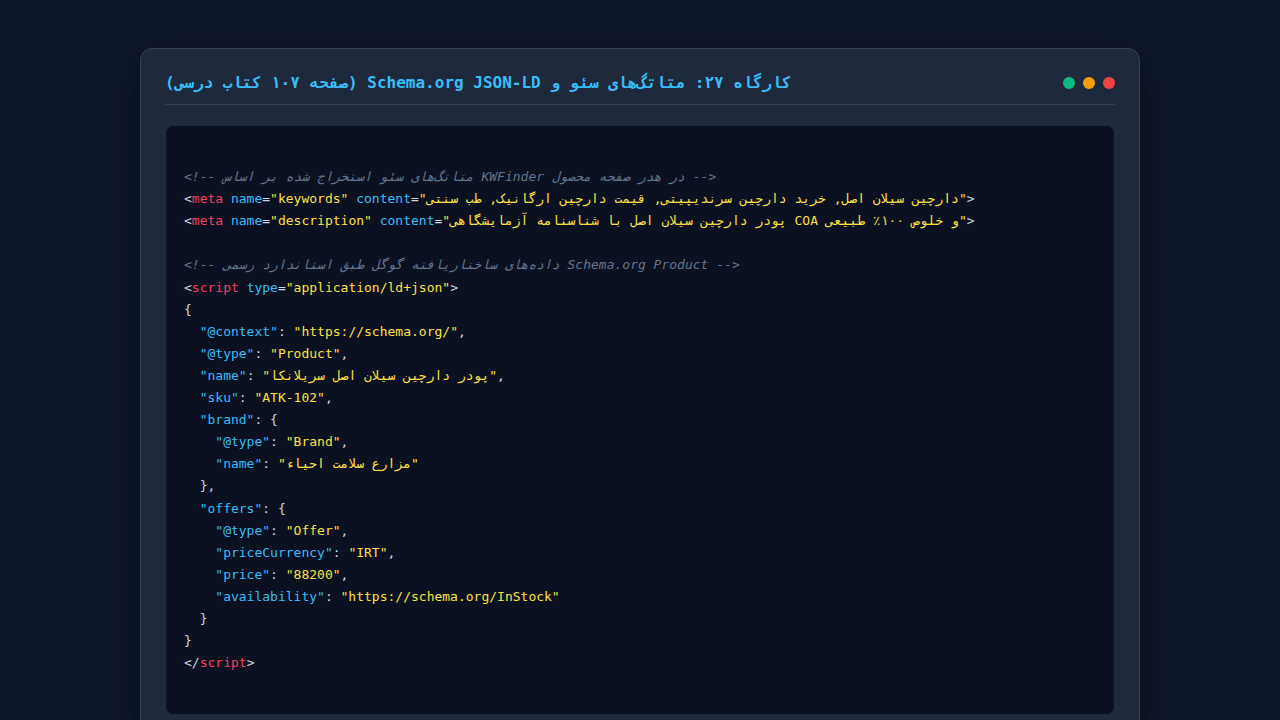 کارگاه ۲۷: متاتگ‌های سئو و Schema.org JSON-LD (صفحه ۱۰۷ کتاب درسی)
<!-- متاتگ‌های سئو استخراج شده بر اساس KWFinder در هدر صفحه محصول -->
<meta name="keywords" content="دارچین سیلان اصل, خرید دارچین سرندیپیتی, قیمت دارچین ارگانیک, طب سنتی">
<meta name="description" content="پودر دارچین سیلان اصل با شناسنامه آزمایشگاهی COA و خلوص ۱۰۰٪ طبیعی">
<!-- داده‌های ساختاریافته گوگل طبق استاندارد رسمی Schema.org Product -->
<script type="application/ld+json">
{
"@context": "https://schema.org/",
"@type": "Product",
"name": "پودر دارچین سیلان اصل سریلانکا",
"sku": "ATK-102",
"brand": {
"@type": "Brand",
"name": "مزارع سلامت احیاء"
},
"offers": {
"@type": "Offer",
"priceCurrency": "IRT",
"price": "88200",
"availability": "https://schema.org/InStock"
}
}
</script>